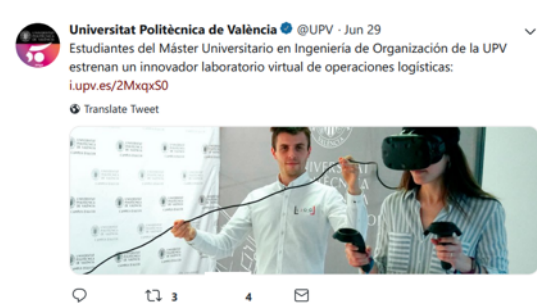 Universitat Politècnica de València @UPV · Jun 29
Estudiantes del Máster Universitario en Ingeniería de Organización de la UPV
estrenan un innovador laboratorio virtual de operaciones logísticas:
i.upv.es/2MxqxS0
Translate Tweet
3 4